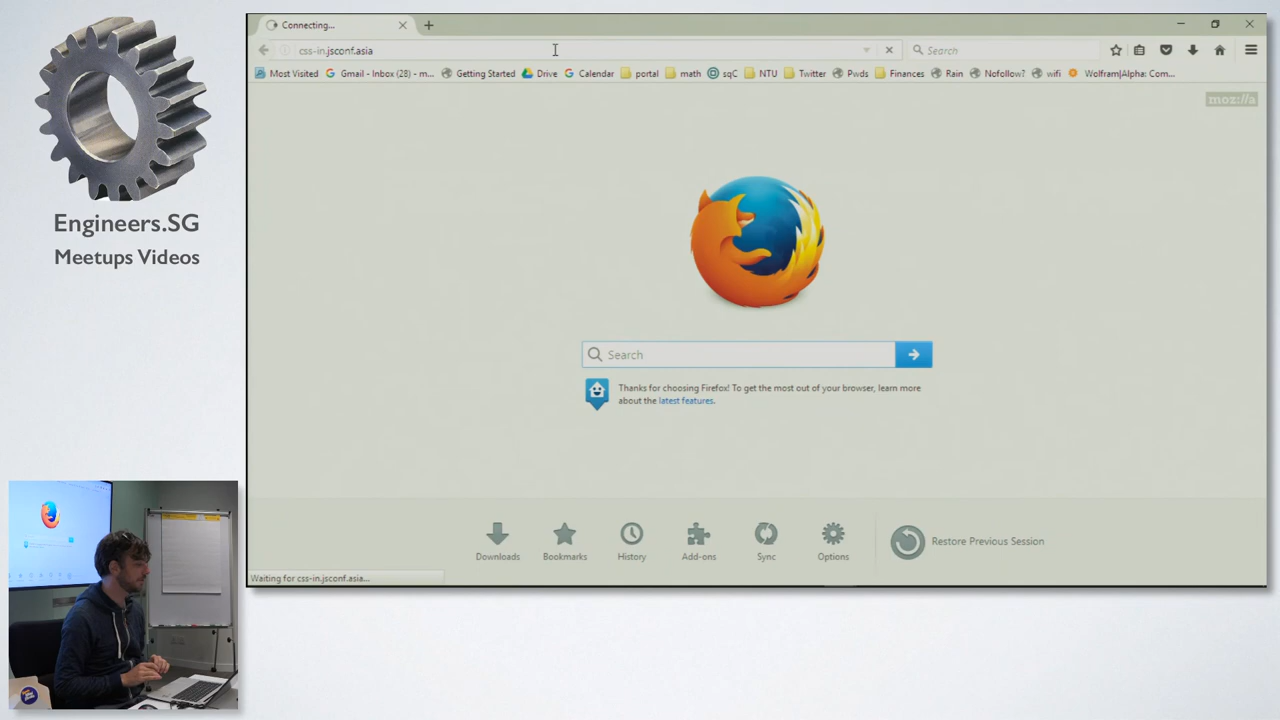 Engineers.SG
Meetups Videos
Connecting...
css-in.jsconf.asia
Search
Most Visited
Gmail - Inbox (28) - m...
Getting Started
Drive
Calendar
portal
math
sqC
NTU
Twitter
Pwds
Finances
Rain
Nofollow?
wifi
Wolfram|Alpha: Com...
moz://a
Search
Thanks for choosing Firefox! To get the most out of your browser, learn more
about the latest features.
Downloads
Bookmarks
History
Add-ons
Sync
Options
Restore Previous Session
Waiting for css-in.jsconf.asia...